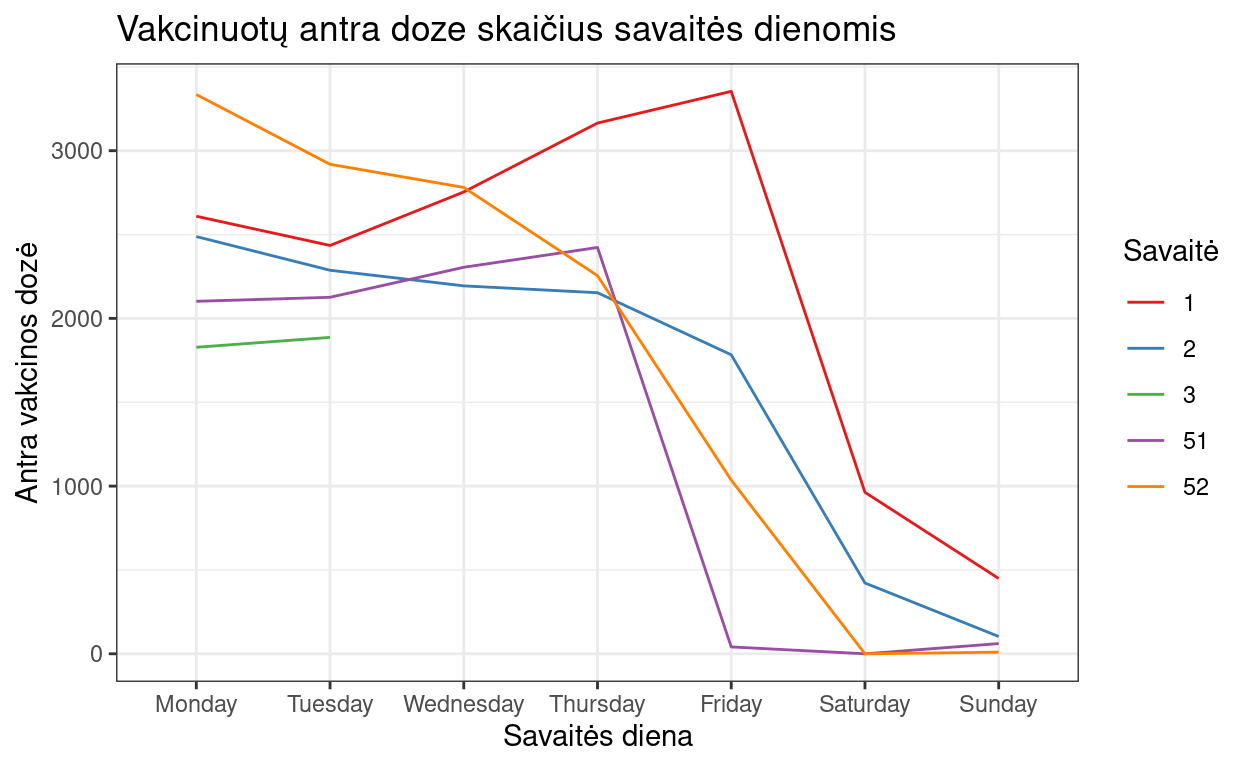 Vakcinuotų antra doze skaičius savaitės dienomis
Antra vakcinos dozė
3000
2000
1000
0
Monday Tuesday Wednesday Thursday Friday Saturday Sunday
Savaitės diena
Savaitė
1
2
3
51
52